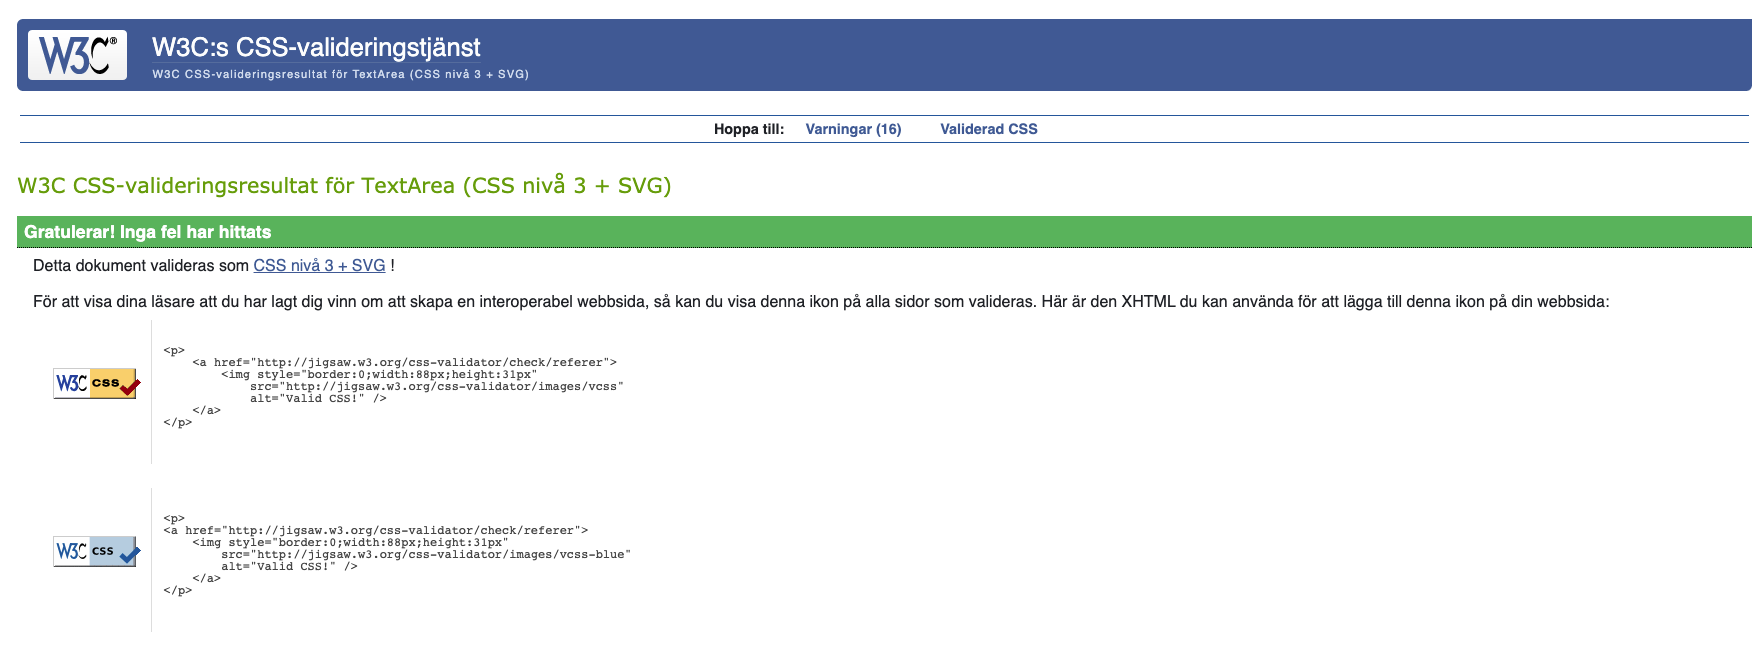 W3C®
W3C:s CSS-valideringstjänst
W3C CSS-valideringsresultat för TextArea (CSS nivå 3 + SVG)
Hoppa till: Varningar (16) Validerad CSS
W3C CSS-valideringsresultat för TextArea (CSS nivå 3 + SVG)
Gratulerar! Inga fel har hittats
Detta dokument valideras som CSS nivå 3 + SVG !
För att visa dina läsare att du har lagt dig vinn om att skapa en interoperabel webbsida, så kan du visa denna ikon på alla sidor som valideras. Här är den XHTML du kan använda för att lägga till denna ikon på din webbsida:
W3C css
<p>
<a href="http://jigsaw.w3.org/css-validator/check/referer">
<img style="border:0;width:88px;height:31px"
src="http://jigsaw.w3.org/css-validator/images/vcss"
alt="Valid CSS!" />
</a>
</p>
W3C css
<p>
<a href="http://jigsaw.w3.org/css-validator/check/referer">
<img style="border:0;width:88px;height:31px"
src="http://jigsaw.w3.org/css-validator/images/vcss-blue"
alt="Valid CSS!" />
</a>
</p>